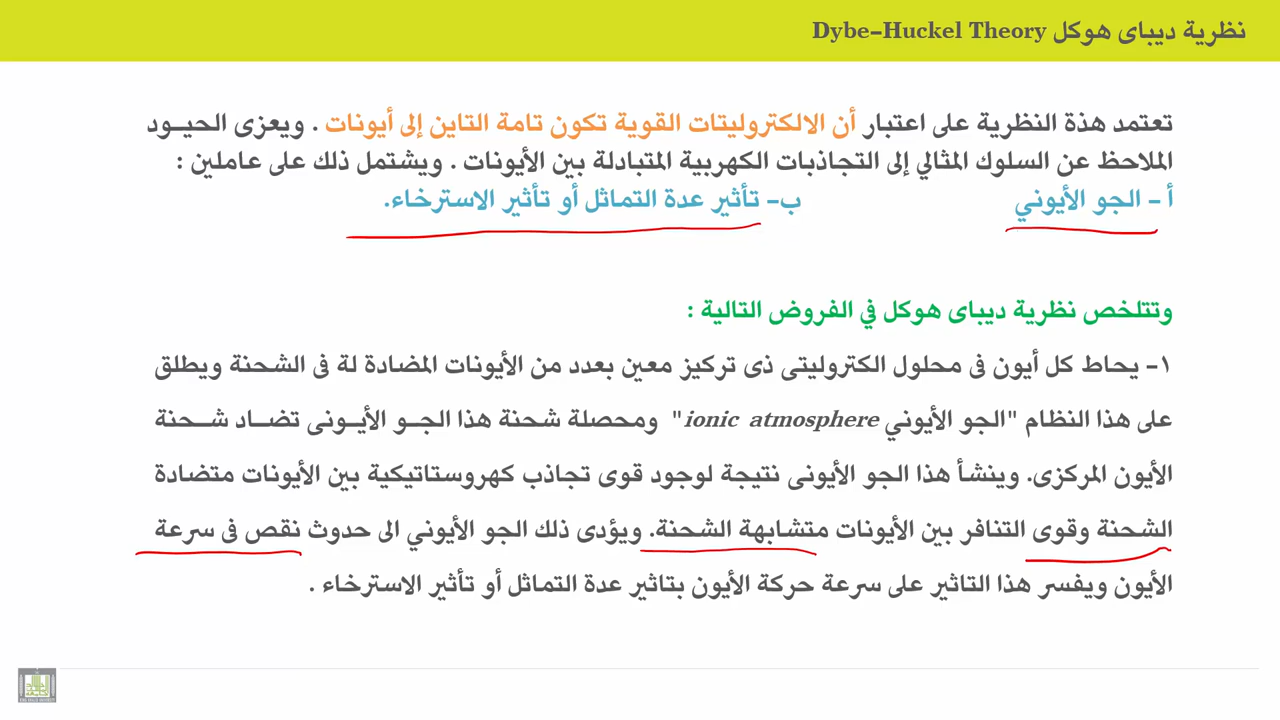 نظرية ديباى هوكل Dybe-Huckel Theory
تعتمد هذة النظرية على اعتبار أن الالكتروليتات القوية تكون تامة التاين إلى أيونات . ويعزى الحيـود
الملاحظ عن السلوك المثالي إلى التجاذبات الكهربية المتبادلة بين الأيونات . ويشتمل ذلك على عاملين :
أ - الجو الأيوني ب- تأثير عدة التماثل أو تأثير الاسترخاء.
وتتلخص نظرية ديباى هوكل في الفروض التالية :
١- يحاط كل أيون فى محلول الكتروليتى ذى تركيز معين بعدد من الأيونات المضادة لة فى الشحنة ويطلق
على هذا النظام "الجو الأيوني ionic atmosphere" ومحصلة شحنة هذا الجـو الأيـونى تضـاد شـحنة
الأيون المركزى. وينشأ هذا الجو الأيونى نتيجة لوجود قوى تجاذب كهروستاتيكية بين الأيونات متضادة
الشحنة وقوى التنافر بين الأيونات متشابهة الشحنة. ويؤدى ذلك الجو الأيوني الى حدوث نقص فى سرعة
الأيون ويفسر هذا التاثير على سرعة حركة الأيون بتاثير عدة التماثل أو تأثير الاسترخاء .